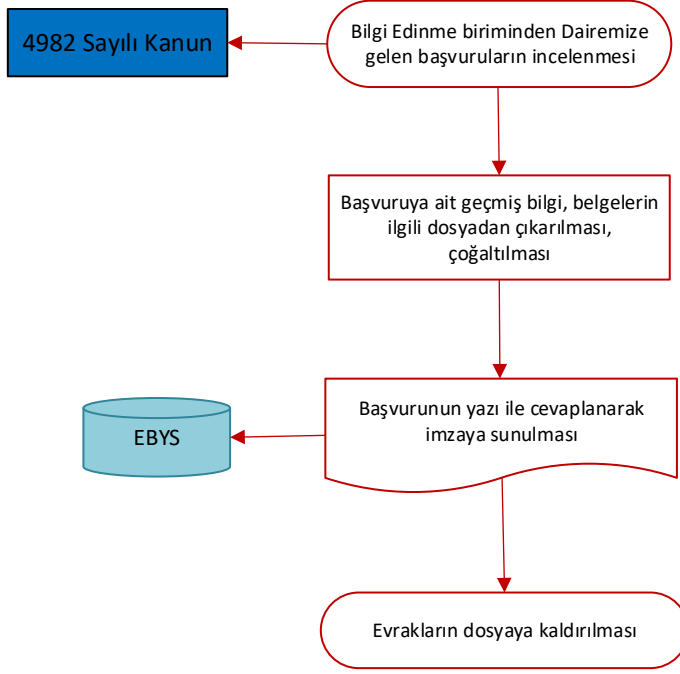 4982 Sayılı Kanun
Bilgi Edinme biriminden Dairemize
gelen başvuruların incelenmesi
Başvuruya ait geçmiş bilgi, belgelerin
ilgili dosyadan çıkarılması,
çoğaltılması
Başvurunun yazı ile cevaplanarak
imzaya sunulması
EBYS
Evrakların dosyaya kaldırılması